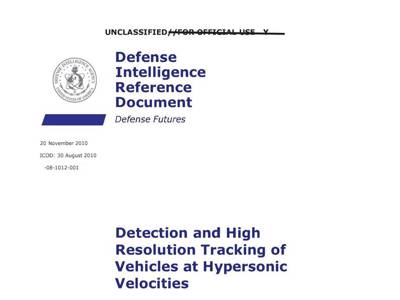 UNCLASSIFIED//FOR OFFICIAL USE Y
Defense
Intelligence
Reference
Document
Defense Futures
20 November 2010
ICOD: 30 August 2010
-08-1012-001
Detection and High
Resolution Tracking of
Vehicles at Hypersonic
Velocities